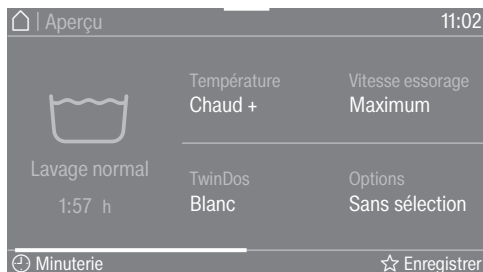 | Aperçu 11:02
Température Vitesse essorage
Chaud + Maximum
Lavage normal
1:57 h
TwinDos Options
Blanc Sans sélection
Minuterie Enregistrer